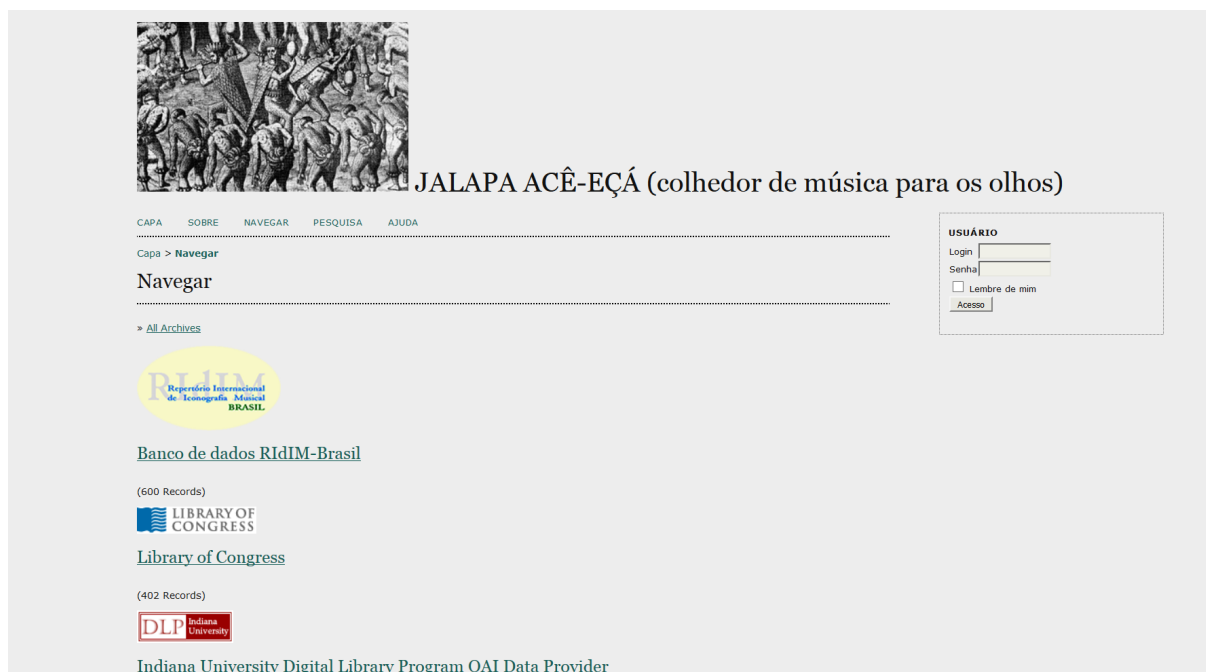 JALAPA ACÊ-EÇÁ (colhedor de música para os olhos)
CAPA SOBRE NAVEGAR PESQUISA AJUDA
Capa > Navegar
Navegar
USUÁRIO
Login
Senha
Lembre de mim
Acesso
» All Archives
RIdIM
Repertório Internacional
de Iconografia Musical
BRASIL
Banco de dados RIdIM-Brasil
(600 Records)
LIBRARY OF
CONGRESS
Library of Congress
(402 Records)
DLP Indiana
University
Indiana University Digital Library Program OAI Data Provider